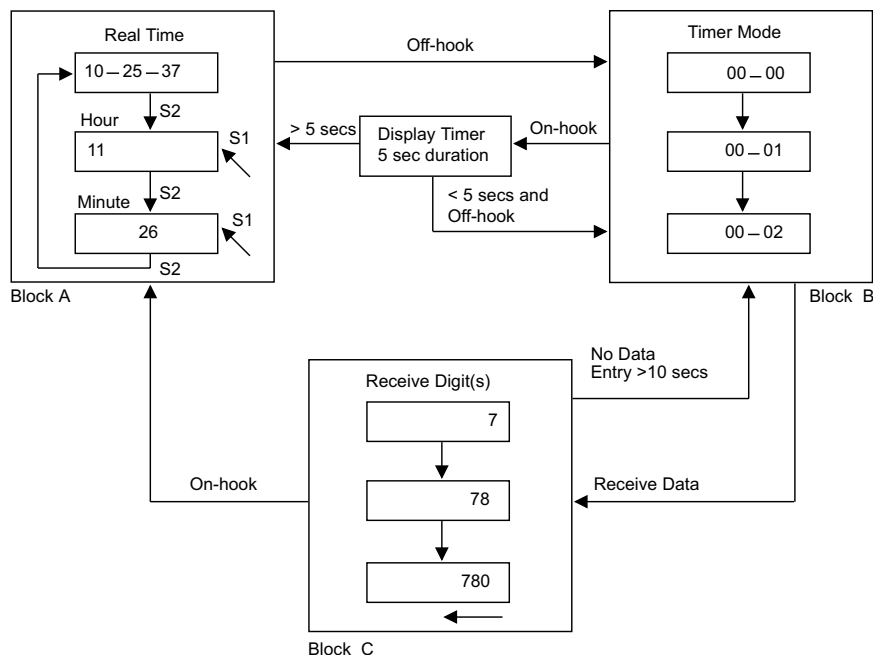 Real Time
10 – 25 – 37
S2
Hour
11
S1
S2
Minute
26
S1
S2
Block A
Off-hook
> 5 secs
Display Timer
5 sec duration
On-hook
< 5 secs and
Off-hook
Timer Mode
00 – 00
00 – 01
00 – 02
Block B
No Data
Entry >10 secs
Receive Data
Receive Digit(s)
7
78
780
Block C
On-hook